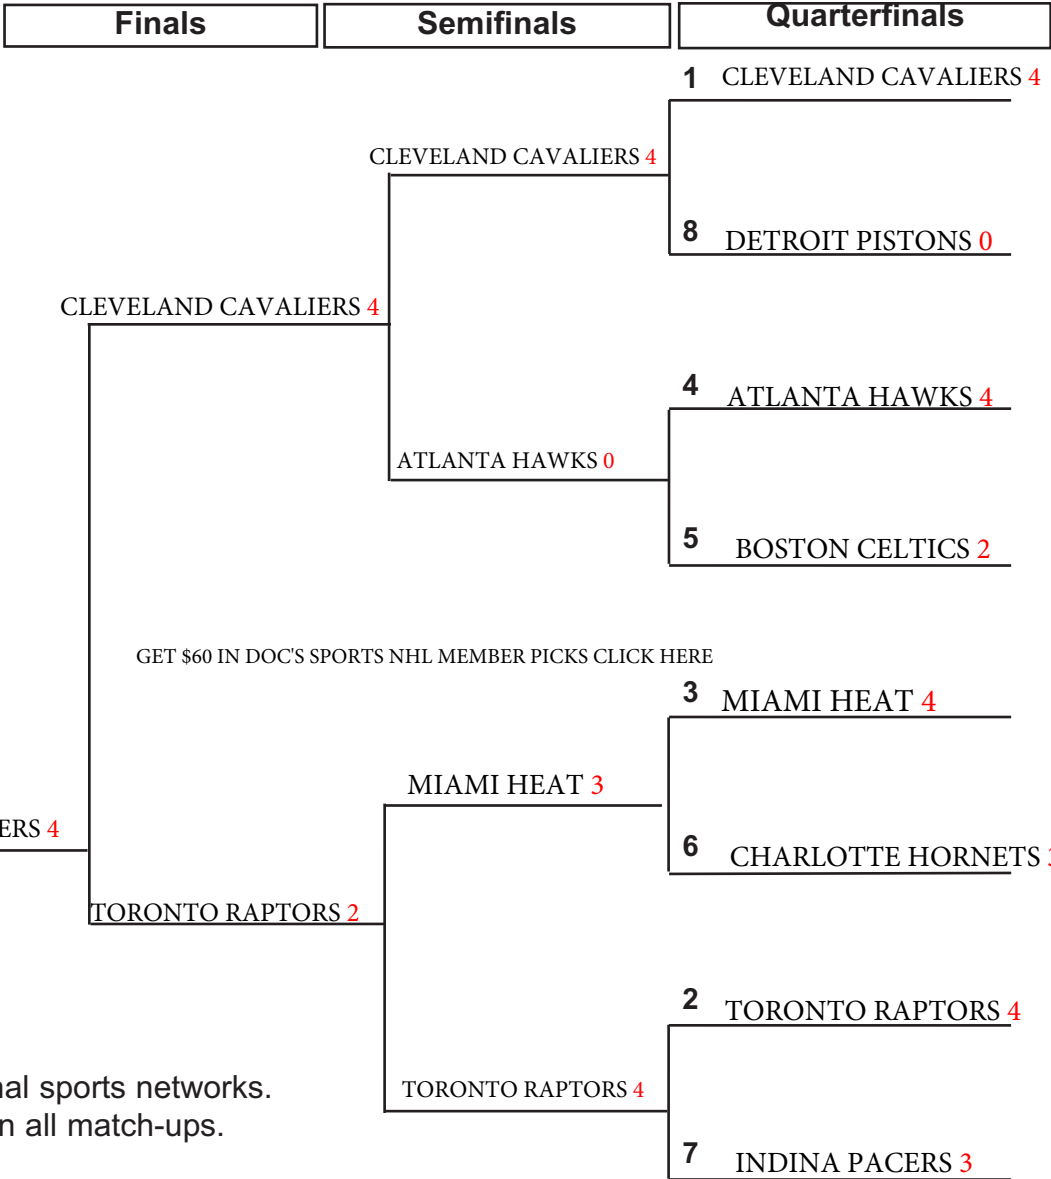 Finals Semifinals Quarterfinals
1 CLEVELAND CAVALIERS 4
CLEVELAND CAVALIERS 4
8 DETROIT PISTONS 0
CLEVELAND CAVALIERS 4
4 ATLANTA HAWKS 4
ATLANTA HAWKS 0
5 BOSTON CELTICS 2
GET $60 IN DOC'S SPORTS NHL MEMBER PICKS CLICK HERE
3 MIAMI HEAT 4
MIAMI HEAT 3
ERS 4
6 CHARLOTTE HORNETS
TORONTO RAPTORS 2
2 TORONTO RAPTORS 4
TORONTO RAPTORS 4
nal sports networks.
n all match-ups.
7 INDINA PACERS 3